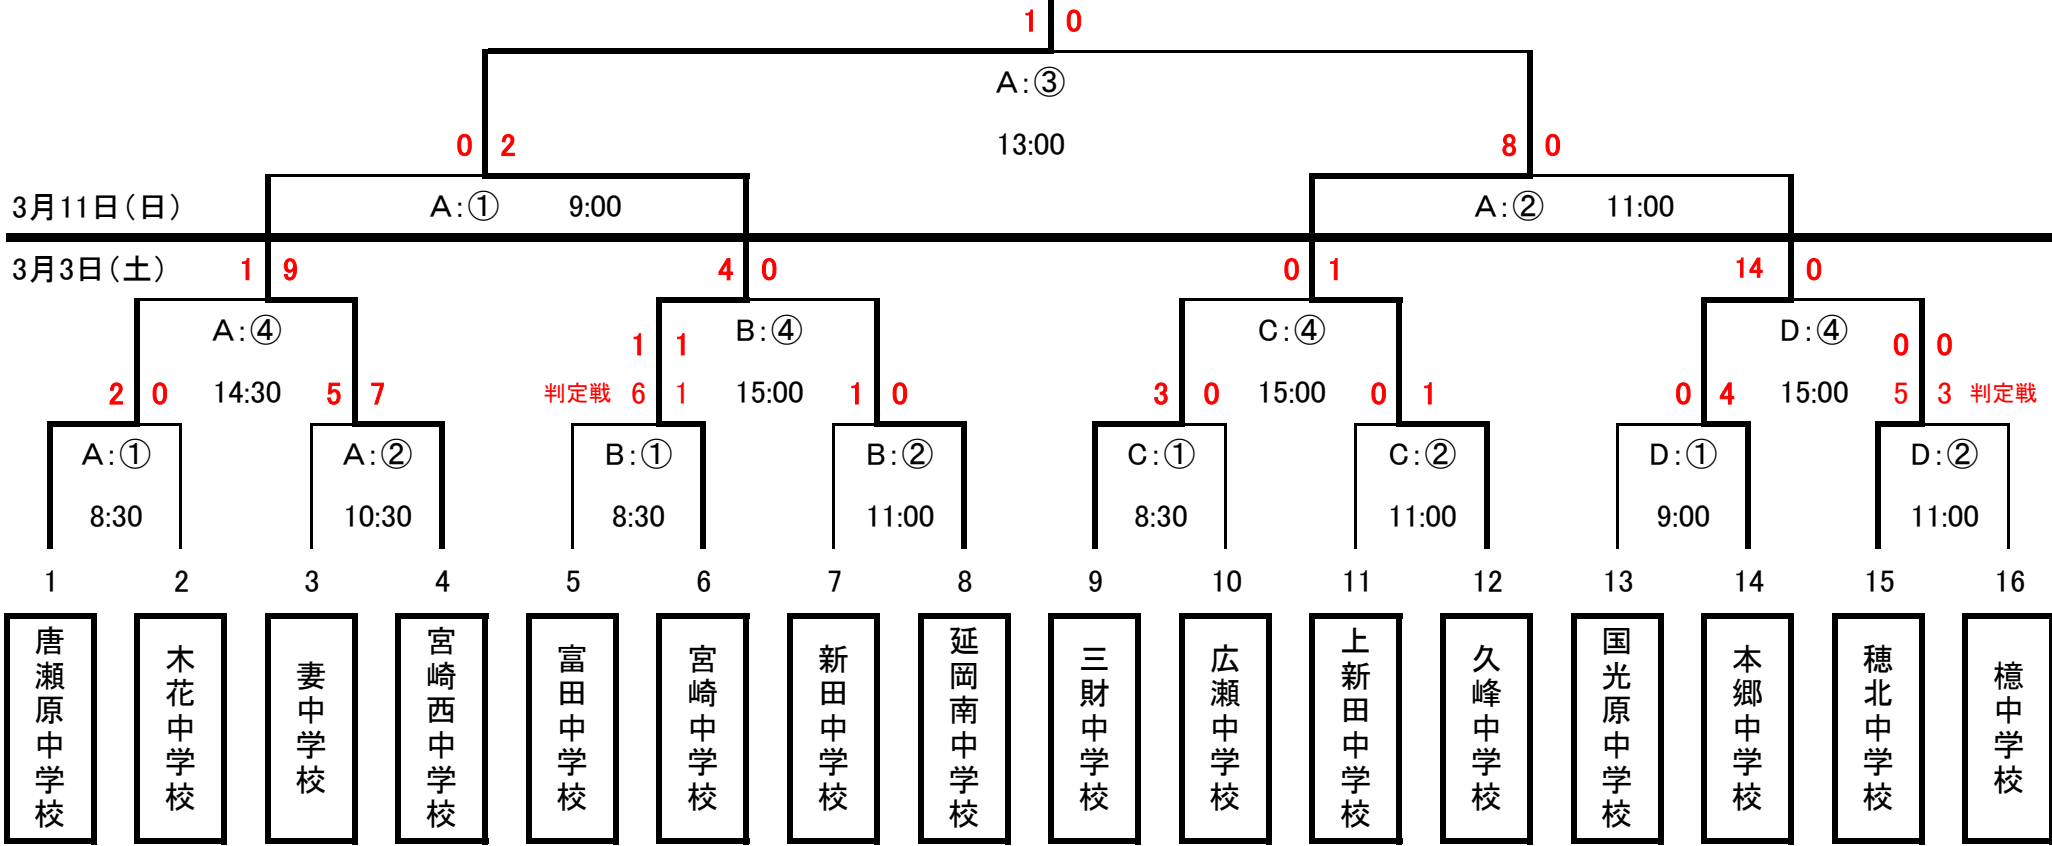 1 0
A:③
0 2 13:00 8 0
3月11日(日) A:① 9:00 A:② 11:00
3月3日(土) 1 9 4 0 0 1 14 0
A:④ B:④ C:④ D:④
1 1 0 0
2 0 14:30 5 7 判定戦 6 1 15:00 1 0 3 0 15:00 0 1 0 4 15:00 5 3 判定戦
A:① A:② B:① B:② C:① C:② D:① D:②
8:30 10:30 8:30 11:00 8:30 11:00 9:00 11:00
1 2 3 4 5 6 7 8 9 10 11 12 13 14 15 16
唐瀬原中学校
木花中学校
妻中学校
宮崎西中学校
富田中学校
宮崎中学校
新田中学校
延岡南中学校
三財中学校
広瀬中学校
上新田中学校
久峰中学校
国光原中学校
本郷中学校
穂北中学校
檍中学校